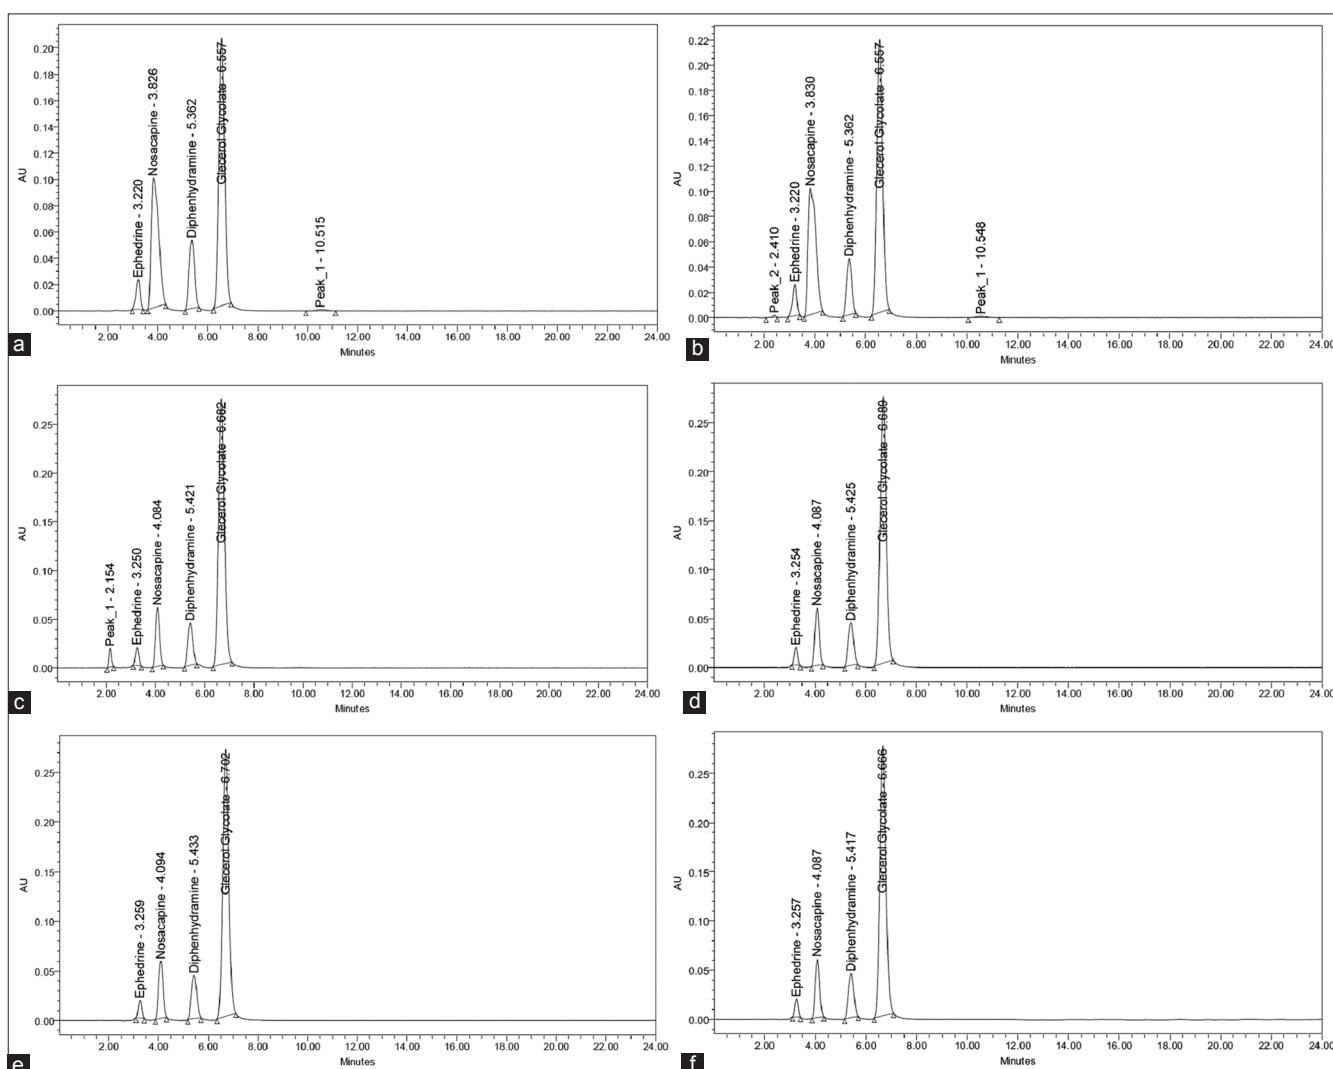 0.20
0.18
0.16
0.14
0.12
0.10
0.08
0.06
0.04
0.02
0.00
AU
Ephedrine - 3.220
Nosacapine - 3.826
Diphenhydramine - 5.362
Glecerol Glycolate - 6.557
Peak_1 - 10.515
2.00 4.00 6.00 8.00 10.00 12.00 14.00 16.00 18.00 20.00 22.00 24.00
Minutes
a
0.22
0.20
0.18
0.16
0.14
0.12
0.10
0.08
0.06
0.04
0.02
0.00
AU
Peak_2 - 2.410
Ephedrine - 3.220
Nosacapine - 3.830
Diphenhydramine - 5.362
Glecerol Glycolate - 6.557
Peak_1 - 10.548
2.00 4.00 6.00 8.00 10.00 12.00 14.00 16.00 18.00 20.00 22.00 24.00
Minutes
b
0.25
0.20
0.15
0.10
0.05
0.00
AU
Peak_1 - 2.154
Ephedrine - 3.250
Nosacapine - 4.084
Diphenhydramine - 5.421
Glecerol Glycolate - 6.682
2.00 4.00 6.00 8.00 10.00 12.00 14.00 16.00 18.00 20.00 22.00 24.00
Minutes
c
0.25
0.20
0.15
0.10
0.05
0.00
AU
Ephedrine - 3.254
Nosacapine - 4.087
Diphenhydramine - 5.425
Glecerol Glycolate - 6.689
2.00 4.00 6.00 8.00 10.00 12.00 14.00 16.00 18.00 20.00 22.00 24.00
Minutes
d
0.25
0.20
0.15
0.10
0.05
0.00
AU
Ephedrine - 3.259
Nosacapine - 4.094
Diphenhydramine - 5.433
Glecerol Glycolate - 6.702
2.00 4.00 6.00 8.00 10.00 12.00 14.00 16.00 18.00 20.00 22.00 24.00
Minutes
e
0.25
0.20
0.15
0.10
0.05
0.00
AU
Ephedrine - 3.257
Nosacapine - 4.087
Diphenhydramine - 5.417
Glecerol Glycolate - 6.666
2.00 4.00 6.00 8.00 10.00 12.00 14.00 16.00 18.00 20.00 22.00 24.00
Minutes
f